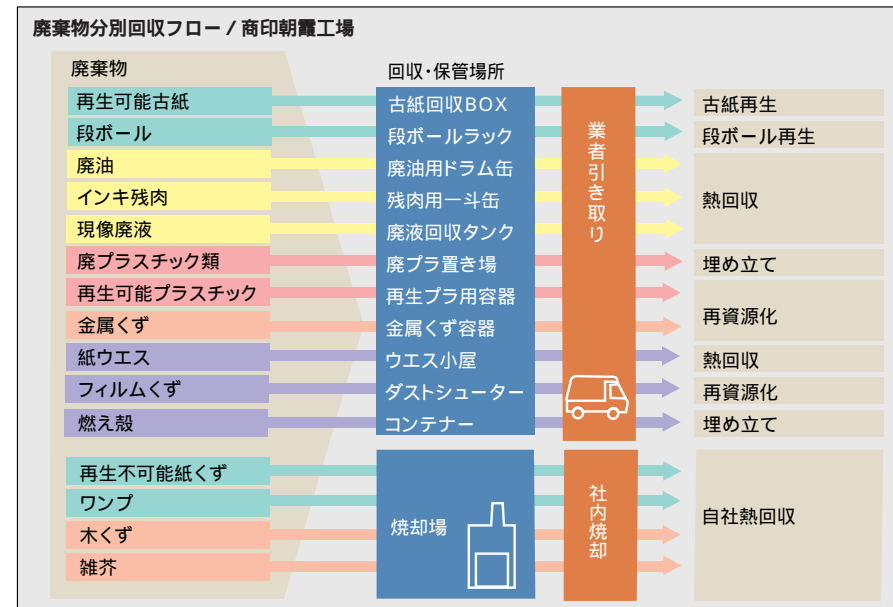 廃棄物分別回収フロー / 商印朝霞工場
廃棄物
回収・保管場所
再生可能古紙
古紙回収BOX
古紙再生
段ボール
段ボールラック
段ボール再生
廃油
廃油用ドラム缶
インキ残肉
残肉用一斗缶
熱回収
現像廃液
廃液回収タンク
廃プラスチック類
廃プラ置き場
埋め立て
再生可能プラスチック
再生プラ用容器
金属くず
金属くず容器
再資源化
紙ウエス
ウエス小屋
熱回収
フィルムくず
ダストシューター
再資源化
燃え殻
コンテナー
埋め立て
業者引き取り
再生不可能紙くず
ワンプ
木くず
雑芥
焼却場
社内焼却
自社熱回収